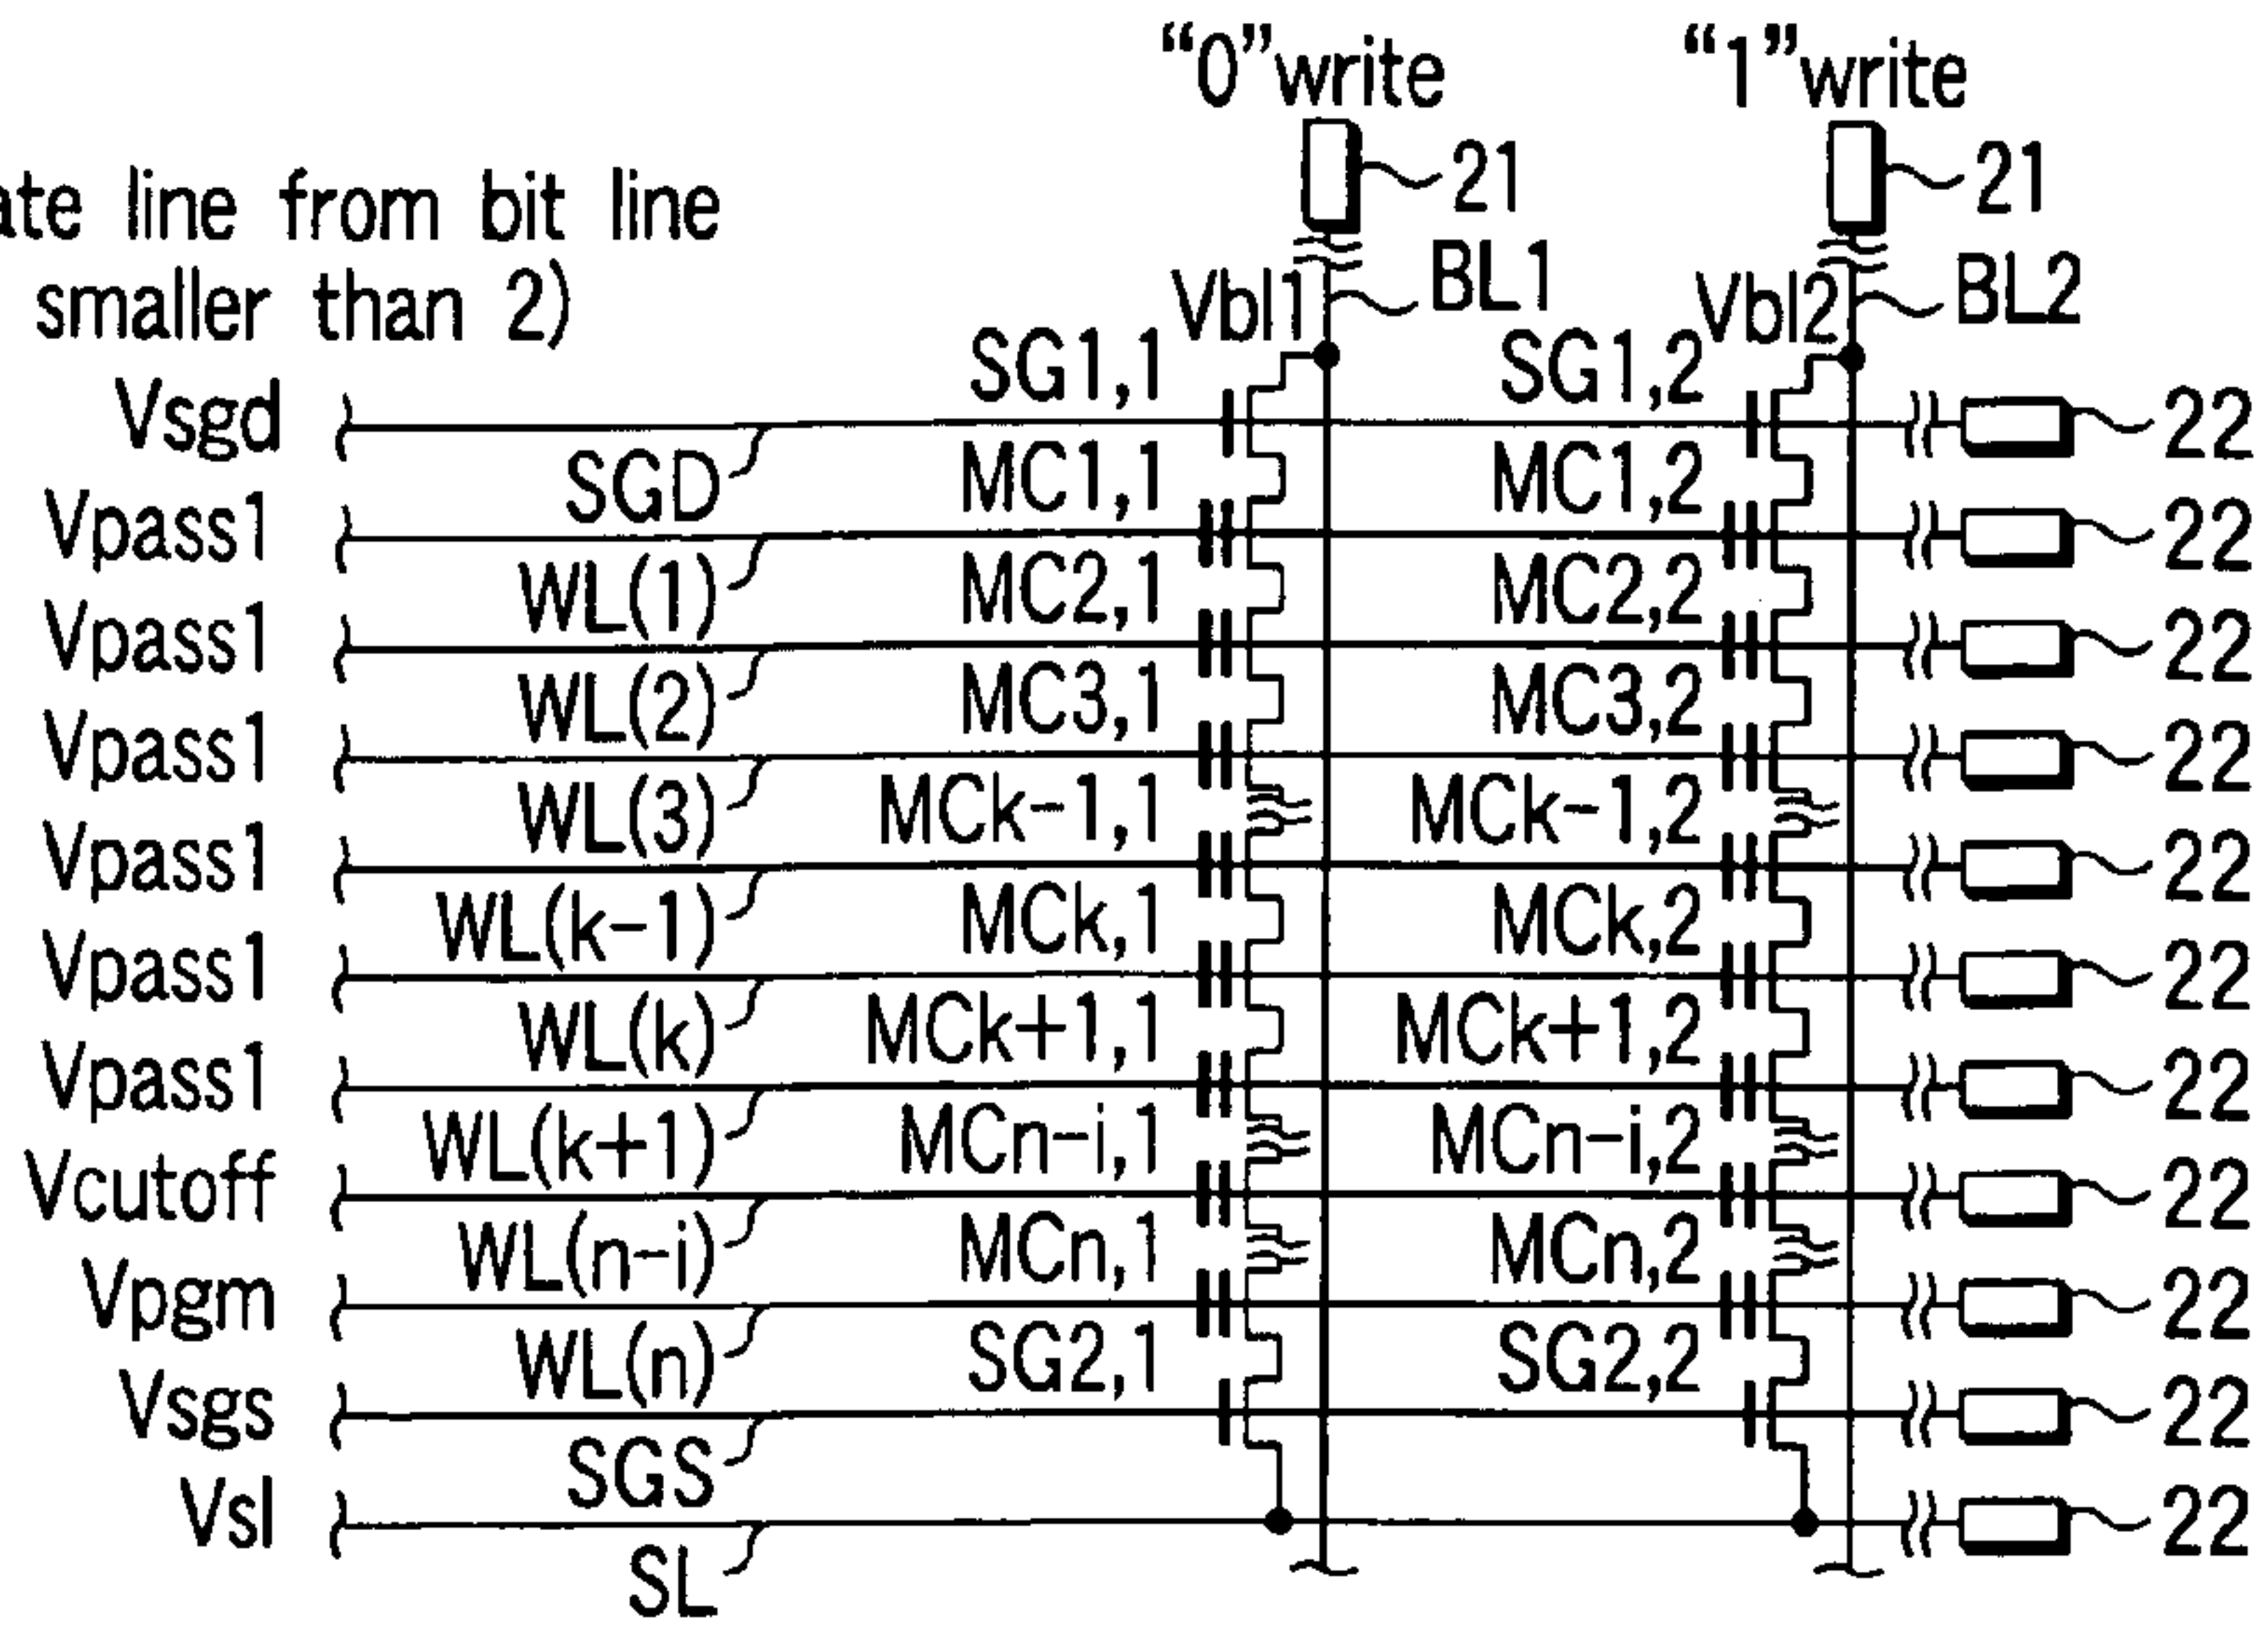 “0”write “1”write
21 21
line from bit line
smaller than 2)
Vbl1 BL1 Vbl2 BL2
SG1,1 SG1,2
Vsgd 22
SGD MC1,1 MC1,2
Vpass1 22
WL(1) MC2,1 MC2,2
Vpass1 22
WL(2) MC3,1 MC3,2
Vpass1 22
WL(3) MCk-1,1 MCk-1,2
Vpass1 22
WL(k-1) MCk,1 MCk,2
Vpass1 22
WL(k) MCk+1,1 MCk+1,2
Vpass1 22
WL(k+1) MCn-i,1 MCn-i,2
Vcutoff 22
WL(n-i) MCn,1 MCn,2
Vpgm 22
WL(n) SG2,1 SG2,2
Vsgs 22
SGS
Vsl 22
SL